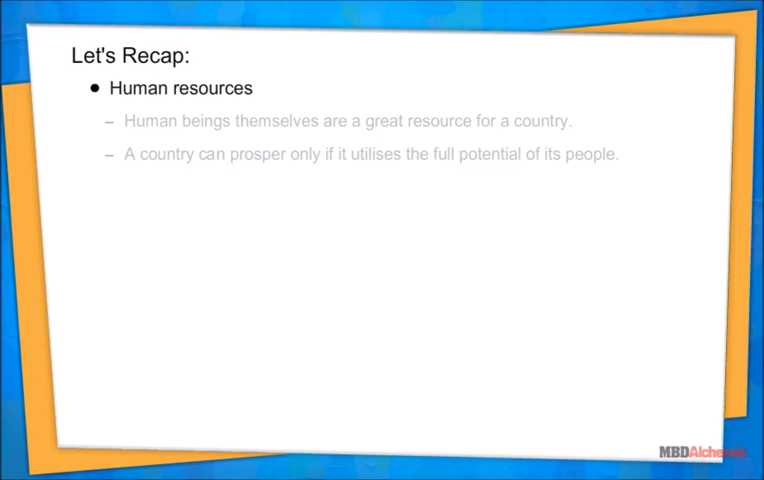 Let's Recap:
● Human resources
– Human beings themselves are a great resource for a country.
– A country can prosper only if it utilises the full potential of its people.
MBDAlchemie